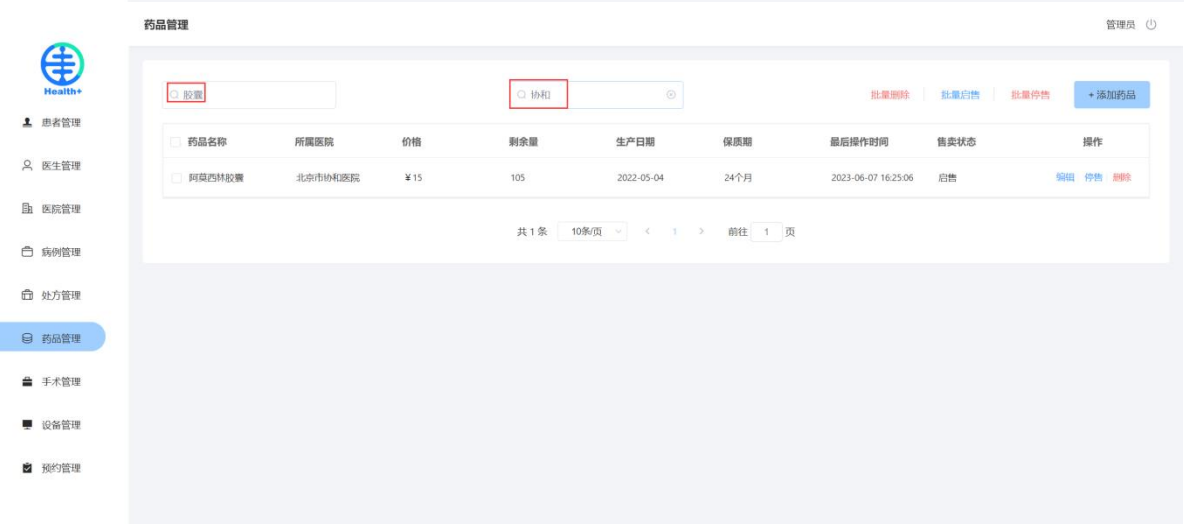 药品管理
管理员
Health+
患者管理
医生管理
医院管理
病例管理
处方管理
药品管理
手术管理
设备管理
预约管理
胶囊
协和
批量删除 批量启售 批量停售 + 添加药品
药品名称 所属医院 价格 剩余量 生产日期 保质期 最后操作时间 售卖状态 操作
阿莫西林胶囊 北京市协和医院 ¥15 105 2022-05-04 24个月 2023-06-07 16:25:06 启售 编辑 停售 删除
共 1 条 10条/页 < 1 > 前往 1 页